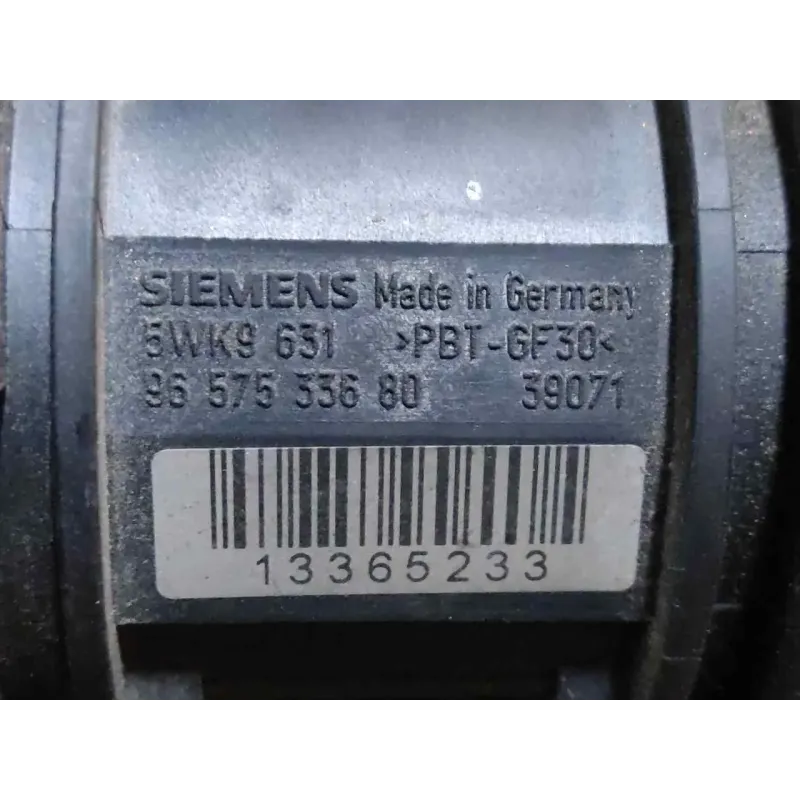 SIEMENS Made in Germany
5WK9 631 >PBT-GF30<
96 575 336 80 39071
13365233